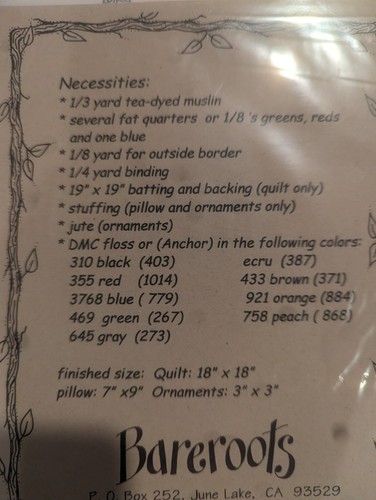 Necessities:
* 1/3 yard tea-dyed muslin
* several fat quarters or 1/8 's greens, reds
and one blue
* 1/8 yard for outside border
* 1/4 yard binding
* 19" x 19" batting and backing (quilt only)
* stuffing (pillow and ornaments only)
* jute (ornaments)
* DMC floss or (Anchor) in the following colors:
310 black (403) ecru (387)
355 red (1014) 433 brown (371)
3768 blue ( 779) 921 orange (884)
469 green (267) 758 peach ( 868)
645 gray (273)
finished size: Quilt: 18" x 18"
pillow: 7" x9" Ornaments: 3" x 3"
Bareroots
P. O. Box 252, June Lake, CA 93529